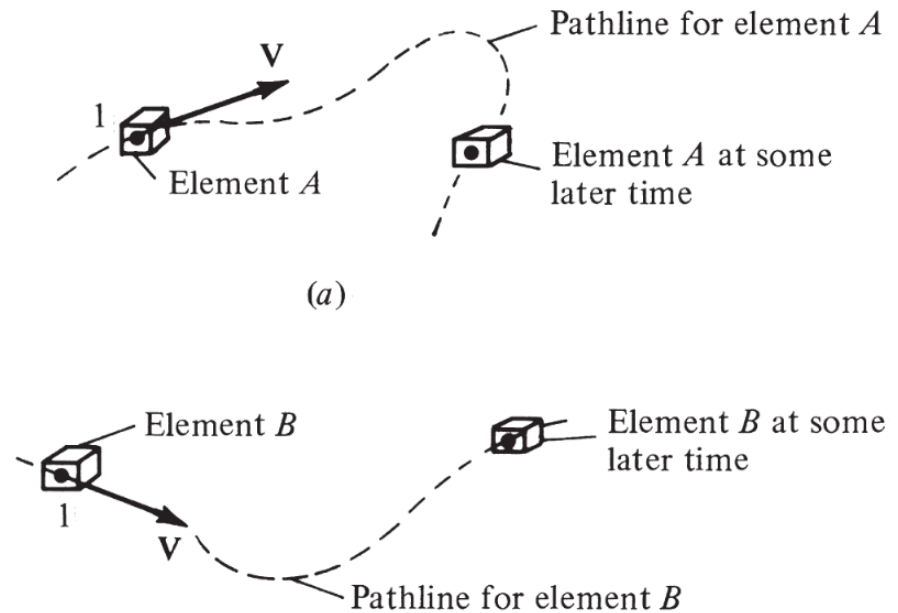 Pathline for element A
V
1
Element A
Element A at some
later time
(a)
Element B
Element B at some
later time
1
V
Pathline for element B